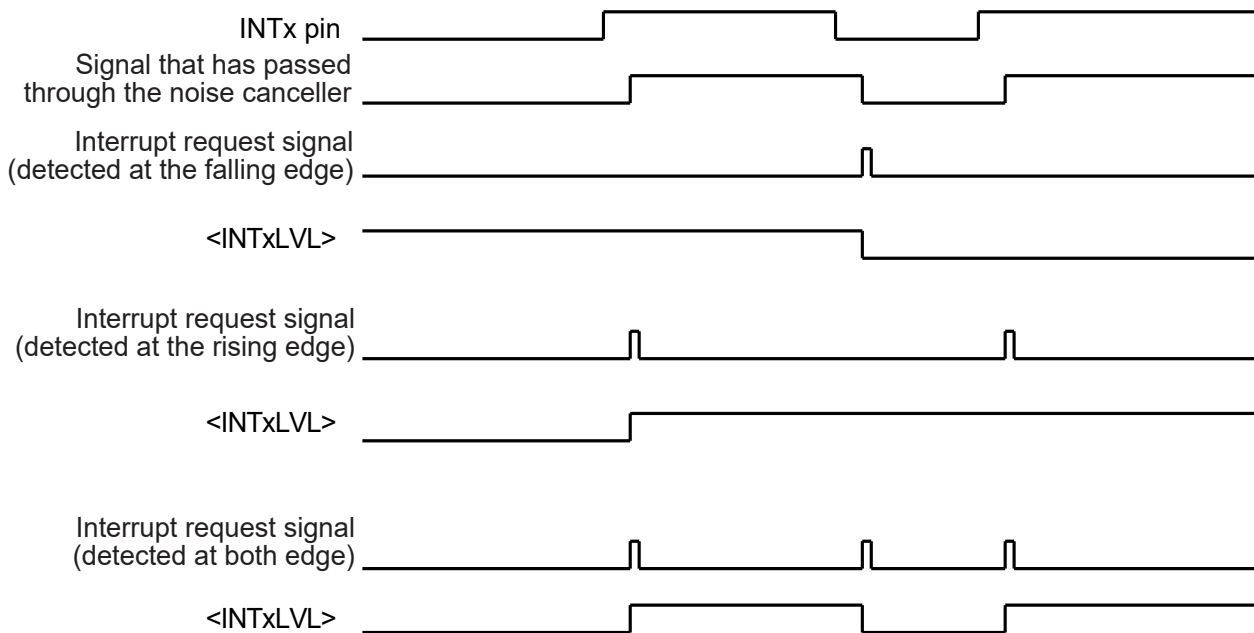 INTx pin
Signal that has passed
through the noise canceller
Interrupt request signal
(detected at the falling edge)
<INTxLVL>
Interrupt request signal
(detected at the rising edge)
<INTxLVL>
Interrupt request signal
(detected at both edge)
<INTxLVL>